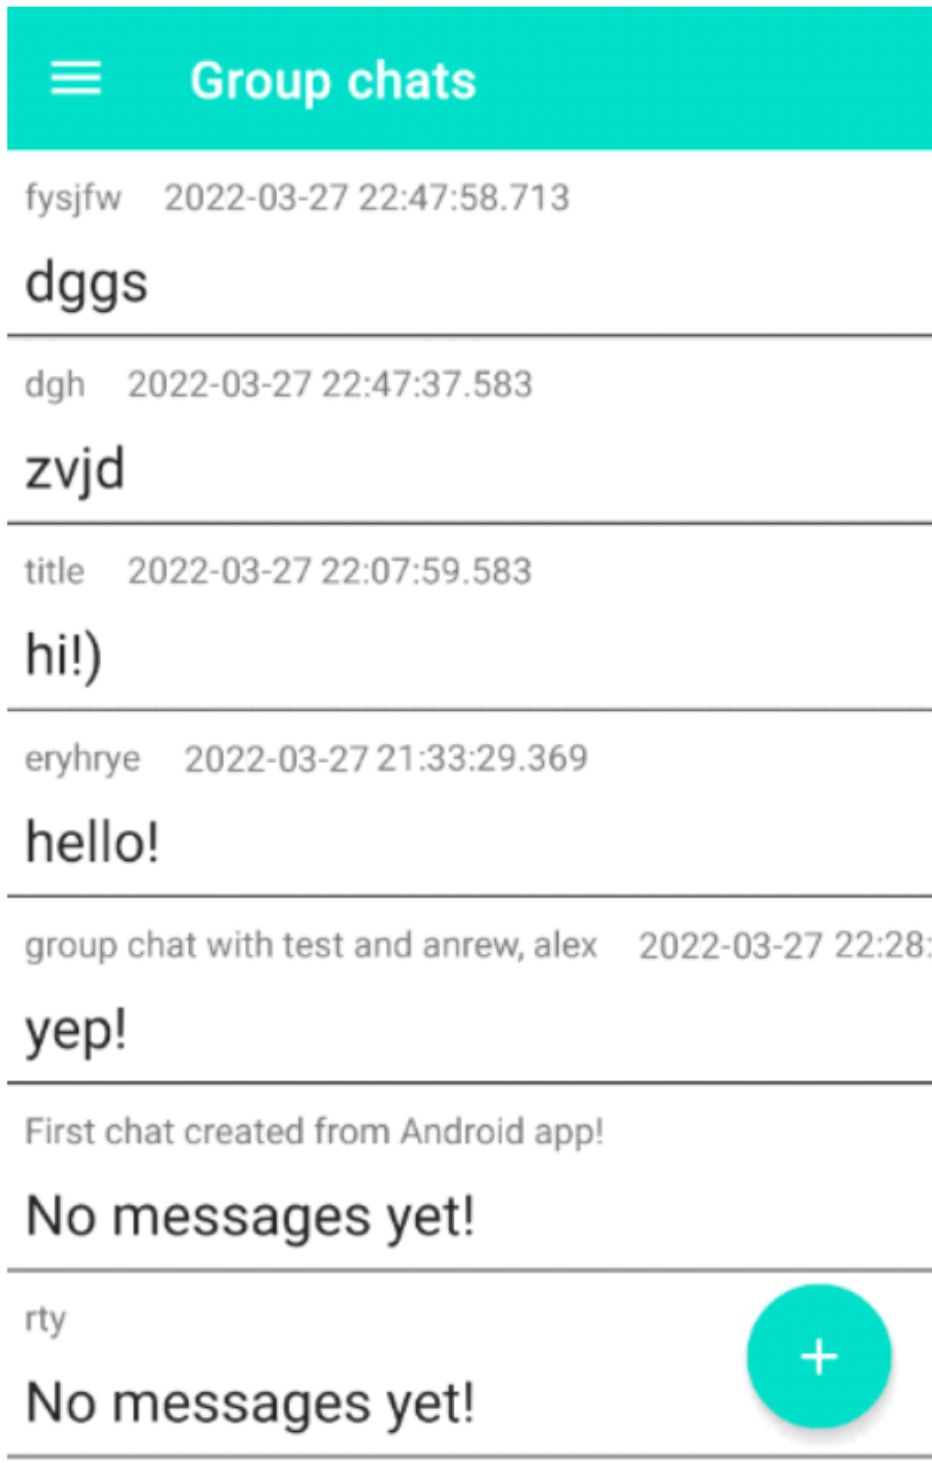 Group chats
fysjfw 2022-03-27 22:47:58.713
dggs
dgh 2022-03-27 22:47:37.583
zvjd
title 2022-03-27 22:07:59.583
hi!)
eryhrye 2022-03-27 21:33:29.369
hello!
group chat with test and anrew, alex 2022-03-27 22:28:
yep!
First chat created from Android app!
No messages yet!
rty
No messages yet!